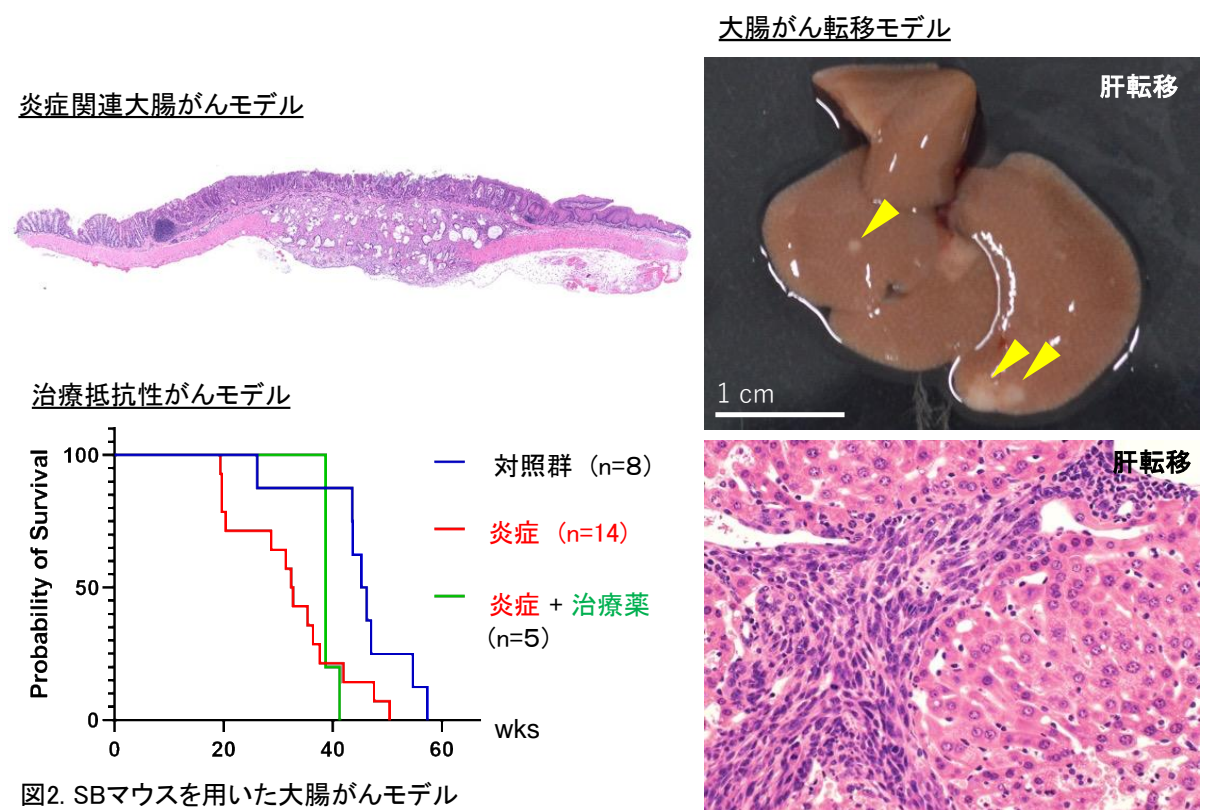 大腸がん転移モデル
肝転移
炎症関連大腸がんモデル
1 cm
治療抵抗性がんモデル
Probability of Survival
100
50
0
0 20 40 60
wks
対照群 (n=8)
炎症 (n=14)
炎症 + 治療薬
(n=5)
肝転移
図2. SBマウスを用いた大腸がんモデル